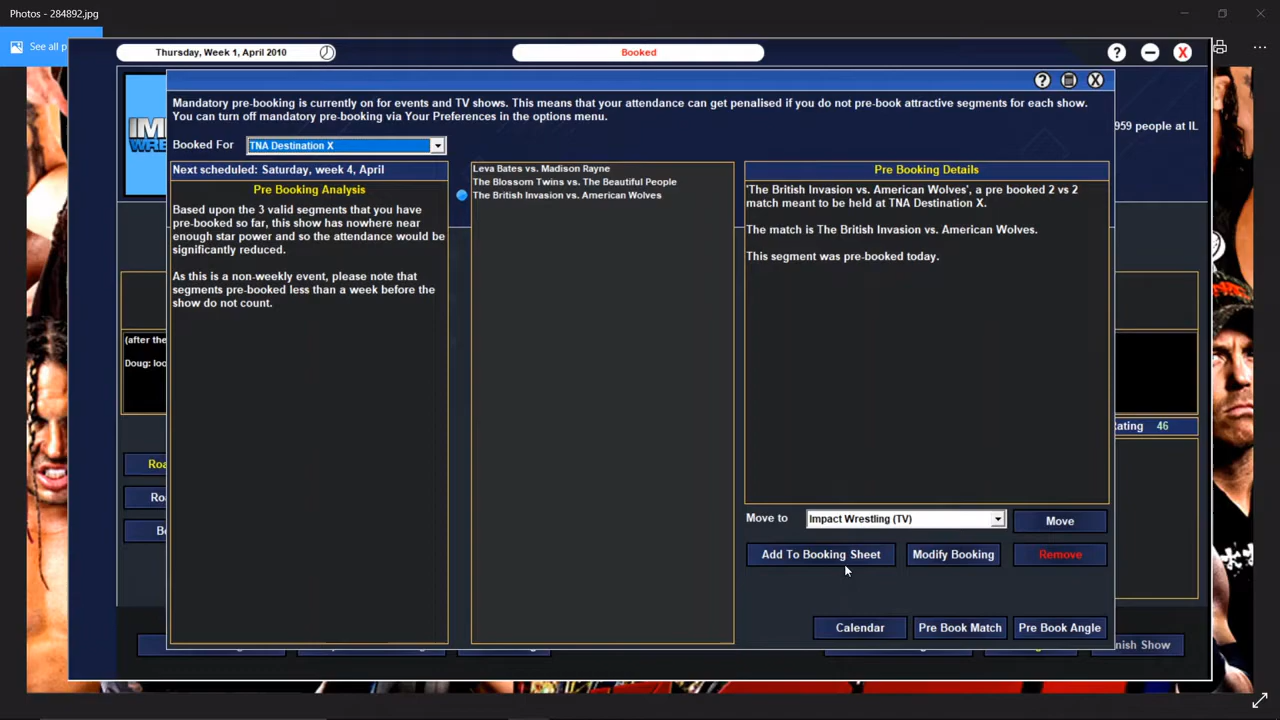 Photos - 284892.jpg
See all p
Thursday, Week 1, April 2010
Booked
?
X
?
X
Mandatory pre-booking is currently on for events and TV shows. This means that your attendance can get penalised if you do not pre-book attractive segments for each show.
You can turn off mandatory pre-booking via Your Preferences in the options menu.
IM
WRE
959 people at IL
Booked For
TNA Destination X
Next scheduled: Saturday, week 4, April
Pre Booking Analysis
Based upon the 3 valid segments that you have
pre-booked so far, this show has nowhere near
enough star power and so the attendance would be
significantly reduced.
As this is a non-weekly event, please note that
segments pre-booked less than a week before the
show do not count.
Leva Bates vs. Madison Rayne
The Blossom Twins vs. The Beautiful People
The British Invasion vs. American Wolves
Pre Booking Details
'The British Invasion vs. American Wolves', a pre booked 2 vs 2
match meant to be held at TNA Destination X.
The match is The British Invasion vs. American Wolves.
This segment was pre-booked today.
(after the
Doug: loo
Rating 46
Roa
Roa
Bo
Move to
Impact Wrestling (TV)
Move
Add To Booking Sheet
Modify Booking
Remove
Calendar
Pre Book Match
Pre Book Angle
nish Show